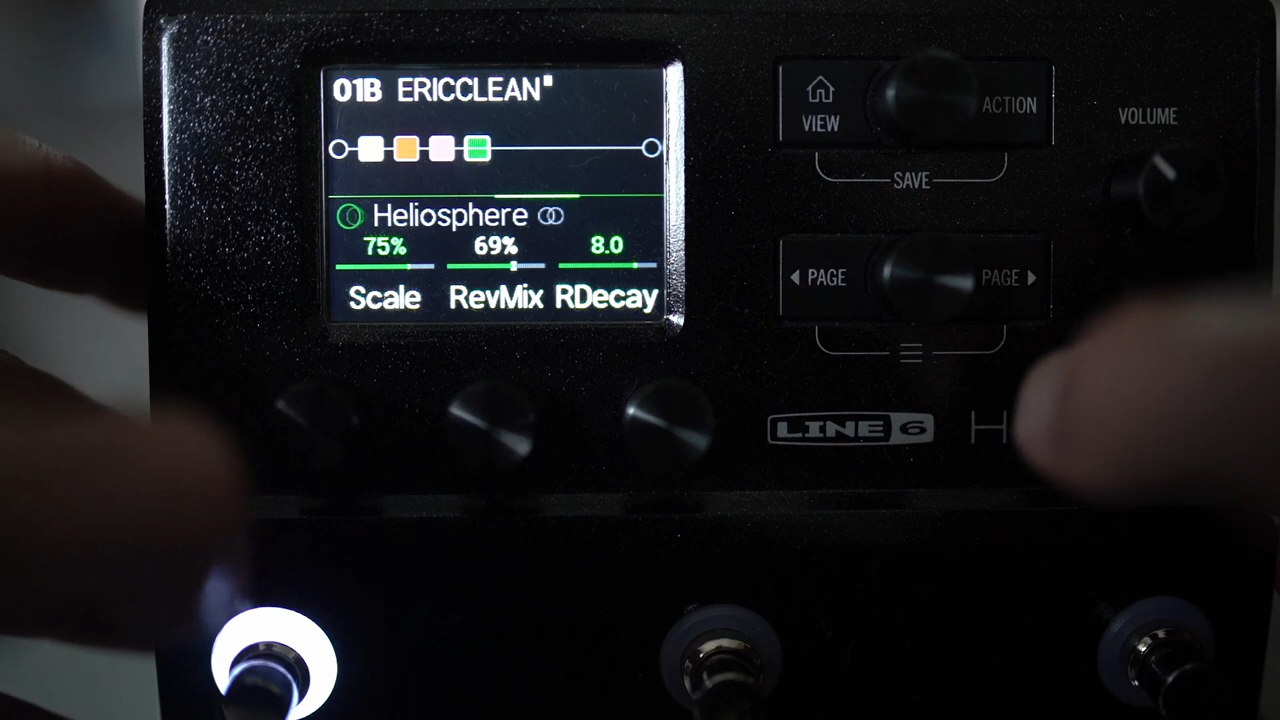 01B ERICCLEAN
Heliosphere
75% 69% 8.0
Scale RevMix RDecay
VIEW
ACTION
SAVE
VOLUME
PAGE
PAGE
LINE 6
H